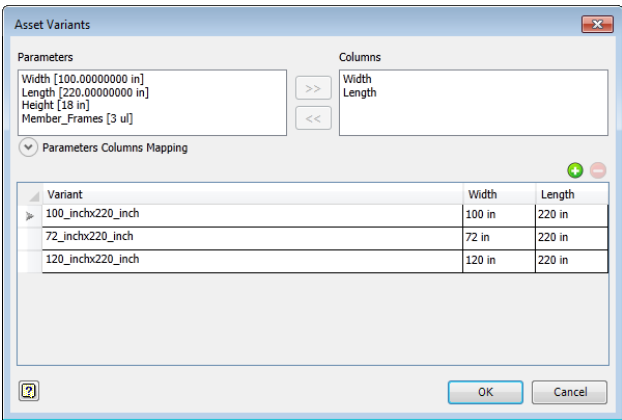 Asset Variants
Parameters
Columns
Width [100.00000000 in]
Length [220.00000000 in]
Height [18 in]
Member_Frames [3 ul]
>>
<<
Width
Length
Parameters Columns Mapping
Variant Width Length
100_inchx220_inch 100 in 220 in
72_inchx220_inch 72 in 220 in
120_inchx220_inch 120 in 220 in
?
OK Cancel